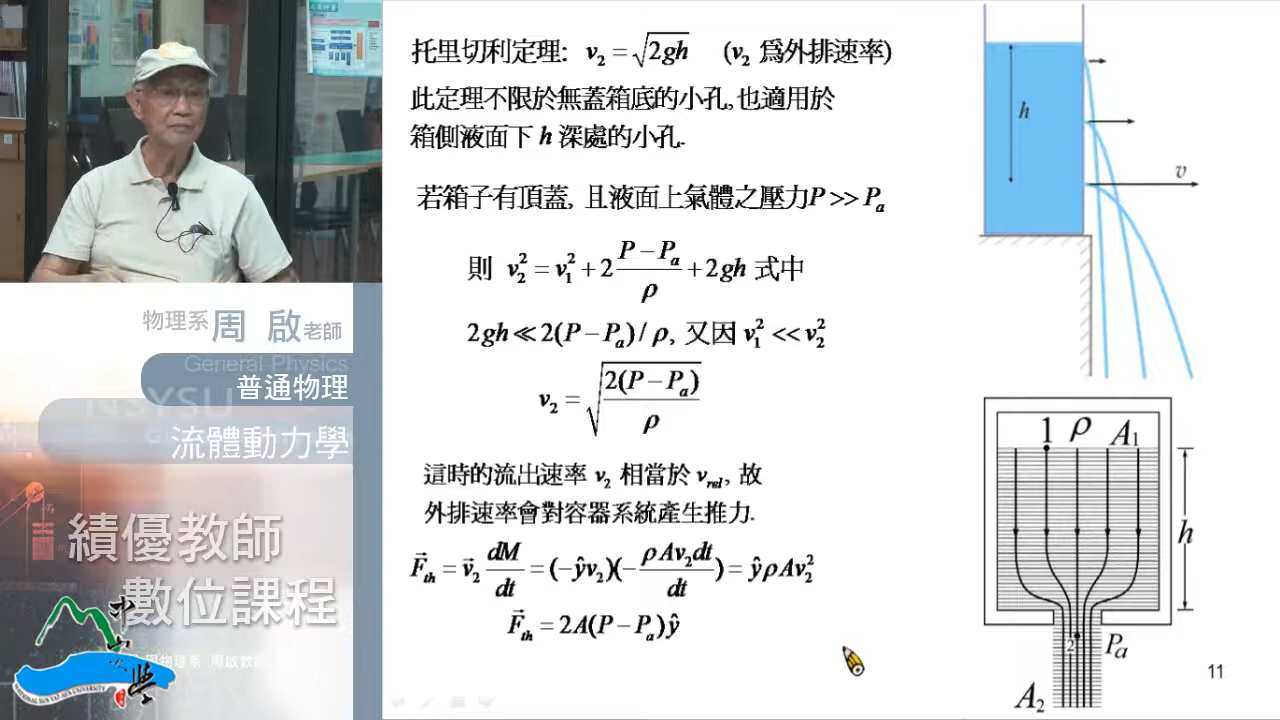 托里切利定理: v₂ = √2gh (v₂ 爲外排速率)
此定理不限於無蓋箱底的小孔,也適用於
箱側液面下 h 深處的小孔.
若箱子有頂蓋, 且液面上氣體之壓力P >> Pₐ
則 v₂² = v₁² + 2 (P − Pₐ)/ρ + 2gh 式中
2gh ≪ 2(P − Pₐ) / ρ, 又因 v₁² << v₂²
v₂ = √(2(P − Pₐ)/ρ)
這時的流出速率 v₂ 相當於 v_rel, 故
外排速率會對容器系統產生推力.
F⃗_th = v⃗₂ dM/dt = (−ŷv₂)(− ρAv₂dt/dt) = ŷρAv₂²
F⃗_th = 2A(P − Pₐ)ŷ
h
v
1 ρ A₁
h
2 Pₐ
A₂
11
物理系 周 啟 老師
General Physics
普通物理
NSYSU
流體動力學
績優教師
數位課程